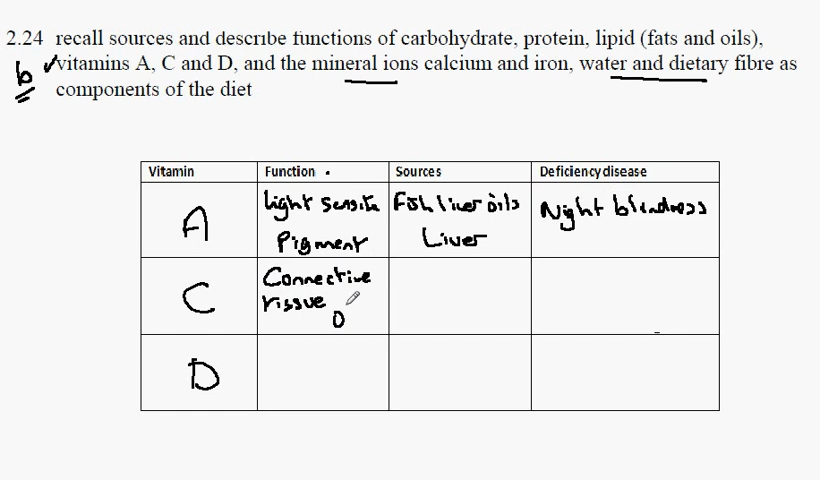 2.24 recall sources and describe functions of carbohydrate, protein, lipid (fats and oils),
b vitamins A, C and D, and the mineral ions calcium and iron, water and dietary fibre as
components of the diet
Vitamin Function Sources Deficiency disease
A Light sensite Fish liver oils Night blindness
Pigment Liver
C Connective
tissue
D